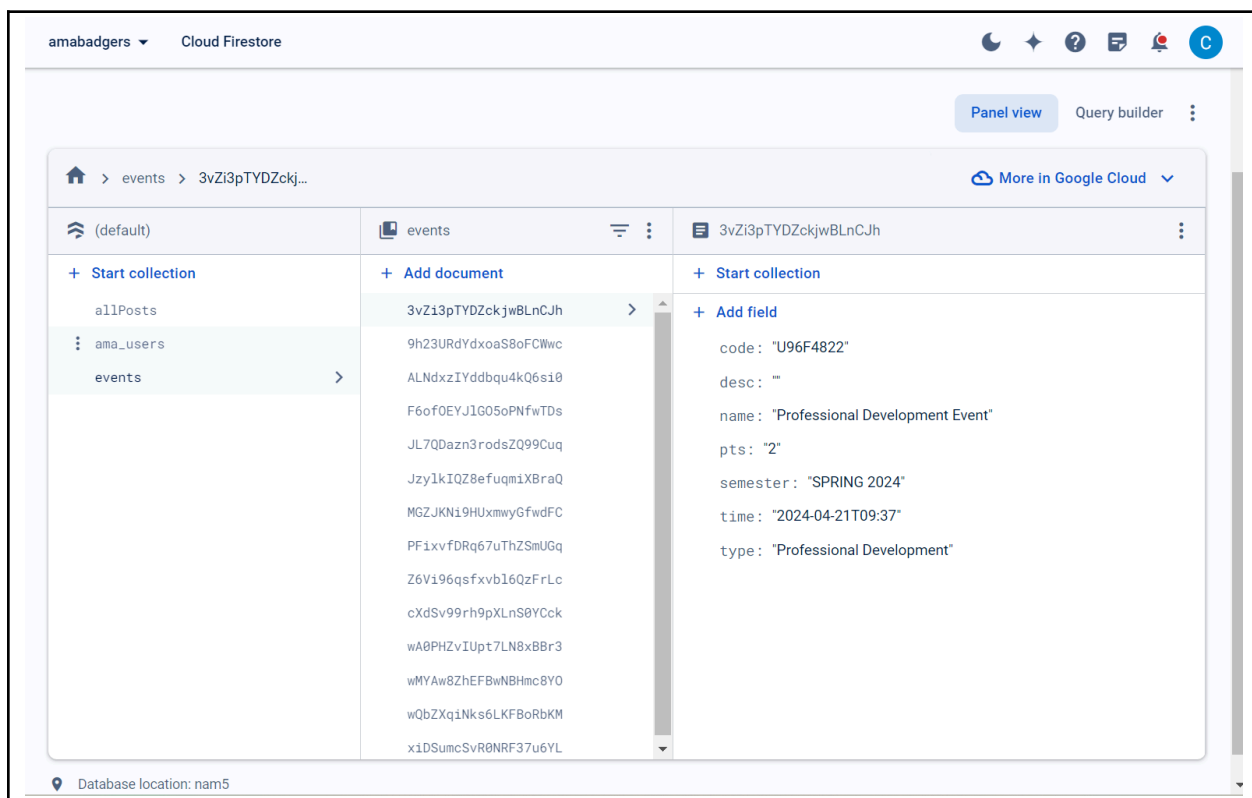 amabadgers Cloud Firestore
C
Panel view Query builder
events 3vZi3pTYDZckj...
More in Google Cloud
(default)
events
3vZi3pTYDZckjwBLnCJh
+ Start collection
allPosts
ama_users
events
+ Add document
3vZi3pTYDZckjwBLnCJh
9h23URdYdxoaS8oFCWwc
ALNdxzIYddbqu4kQ6si0
F6ofOEYJlGO5oPNfwTDs
JL7QDazn3rodsZQ99Cuq
JzylkIQZ8efuqmiXBraQ
MGZJKNi9HUxmwyGfwdFC
PFixvfDRq67uThZSmUGq
Z6Vi96qsfxvbl6QzFrLc
cXdSv99rh9pXLnS0YCck
wA0PHZvIUpt7LN8xBBr3
wMYAw8ZhEFBwNBHmc8YO
wQbZXqiNks6LKFBoRbKM
xiDSumcSvR0NRF37u6YL
+ Start collection
+ Add field
code: "U96F4822"
desc: ""
name: "Professional Development Event"
pts: "2"
semester: "SPRING 2024"
time: "2024-04-21T09:37"
type: "Professional Development"
Database location: nam5